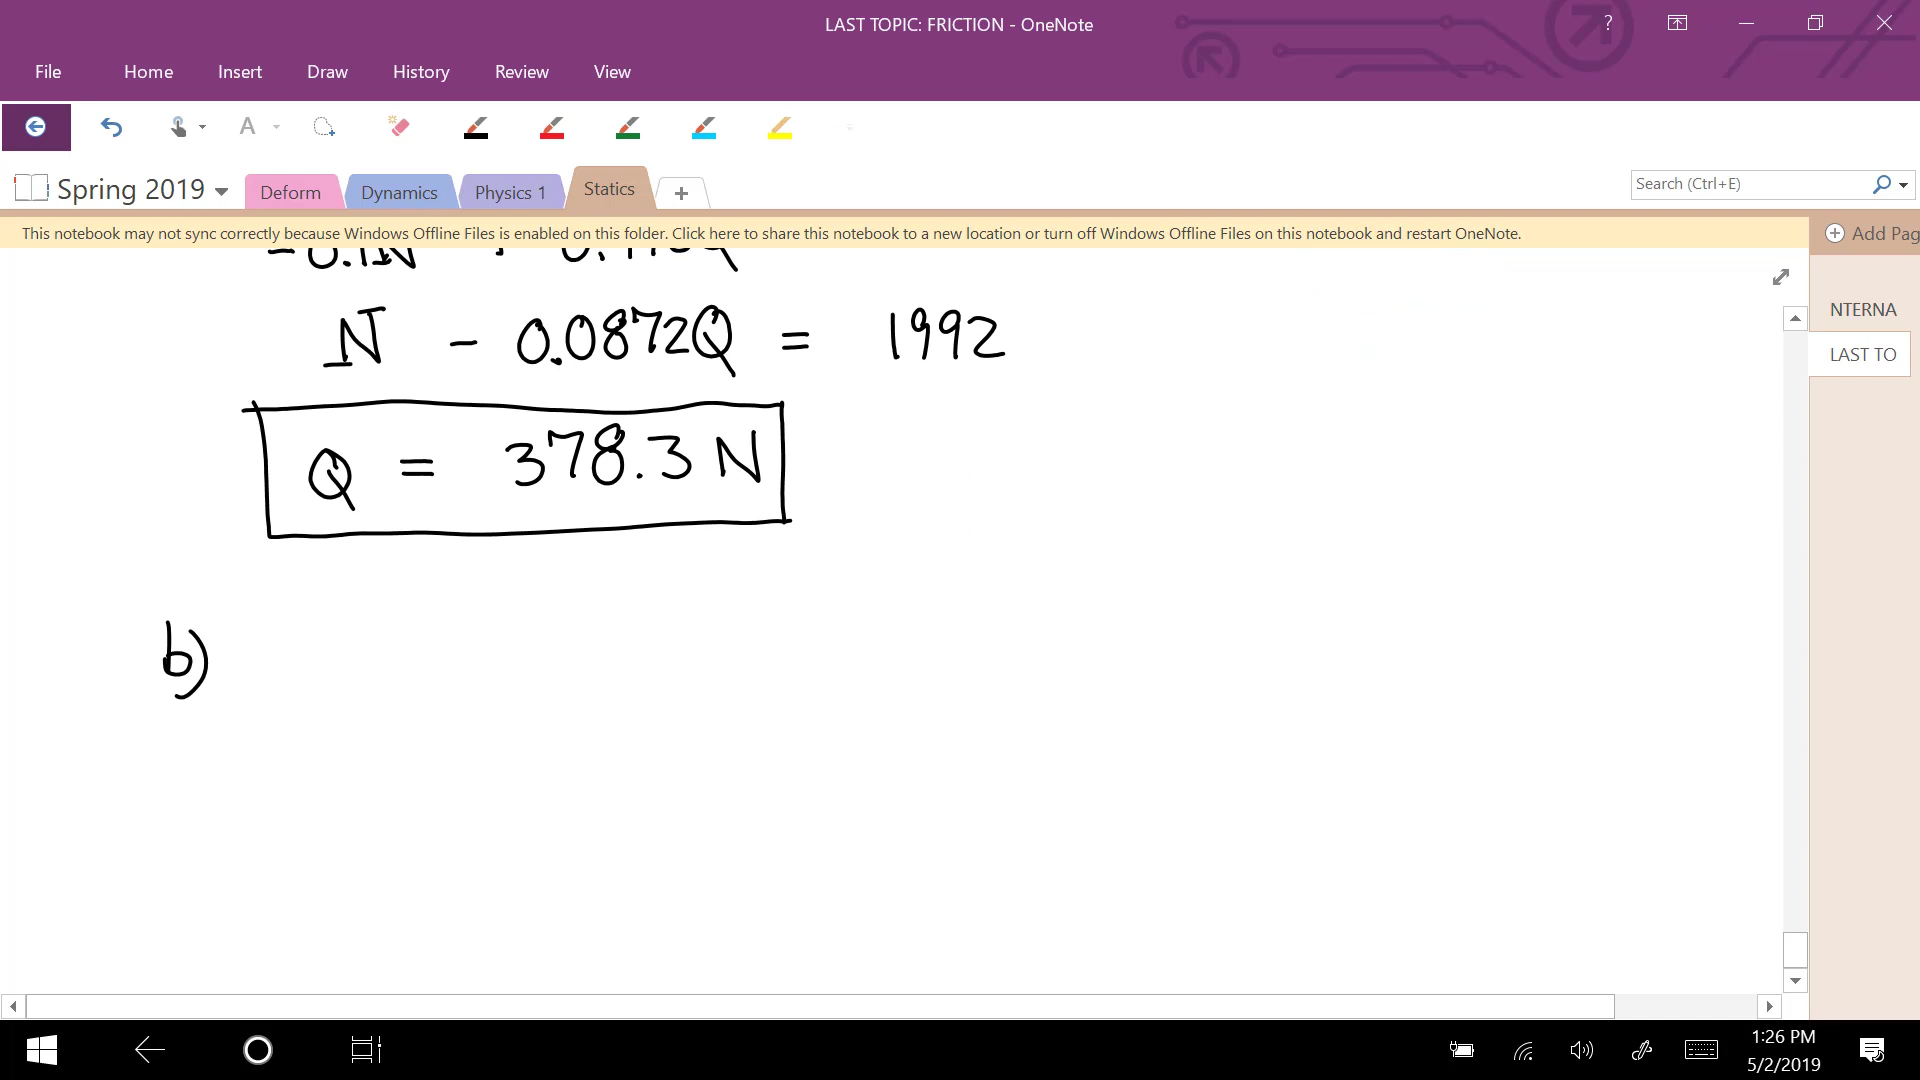 LAST TOPIC: FRICTION - OneNote
?
File Home Insert Draw History Review View
A
Spring 2019 Deform Dynamics Physics 1 Statics +
Search (Ctrl+E)
This notebook may not sync correctly because Windows Offline Files is enabled on this folder. Click here to share this notebook to a new location or turn off Windows Offline Files on this notebook and restart OneNote.
Add Pag
NTERNA
LAST TO
N - 0.0872Q = 1992
Q = 378.3 N
b)
1:26 PM
5/2/2019